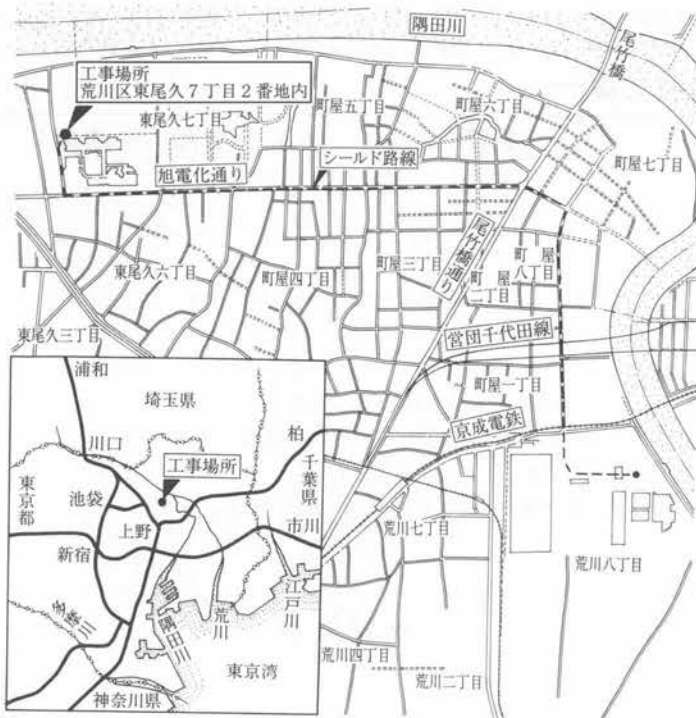 隅田川
尾竹橋
工事場所
荒川区東尾久7丁目2番地内
東尾久七丁目
町屋五丁目
町屋六丁目
町屋七丁目
シールド路線
旭電化通り
尾竹橋通り
東尾久六丁目
町屋四丁目
町屋三丁目
町屋
二丁目
町屋
八丁目
東尾久三丁目
営団千代田線
町屋一丁目
京成電鉄
荒川七丁目
荒川八丁目
荒川四丁目
荒川二丁目
浦和
埼玉県
川口
柏
工事場所
千葉県
東京都
池袋
上野
市川
新宿
江戸川
荒川
隅田川
多摩川
東京湾
神奈川県